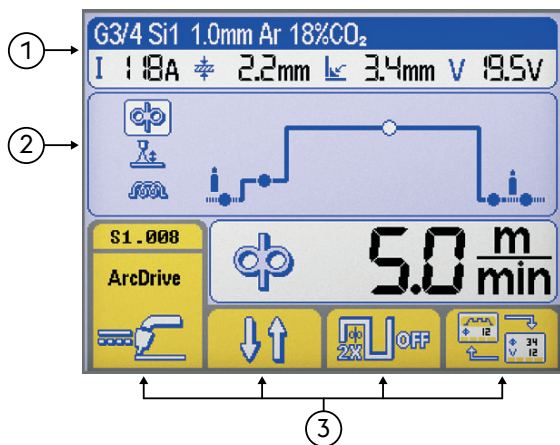 G3/4 Si1 1.0mm Ar 18%CO₂
I 118A 2.2mm 3.4mm V 19.5V
S1.008
ArcDrive
5.0 m/min
2X OFF
12
34
V 12
1
2
3